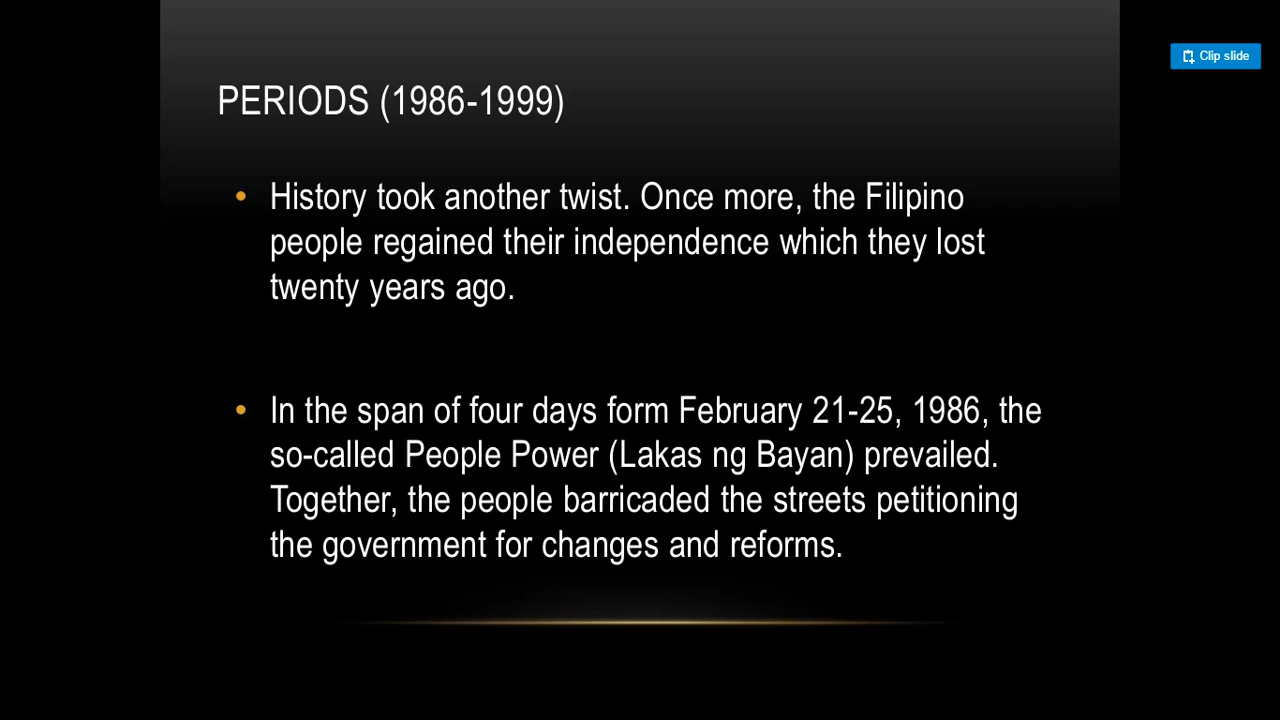 Clip slide
PERIODS (1986-1999)
• History took another twist. Once more, the Filipino
people regained their independence which they lost
twenty years ago.
• In the span of four days form February 21-25, 1986, the
so-called People Power (Lakas ng Bayan) prevailed.
Together, the people barricaded the streets petitioning
the government for changes and reforms.